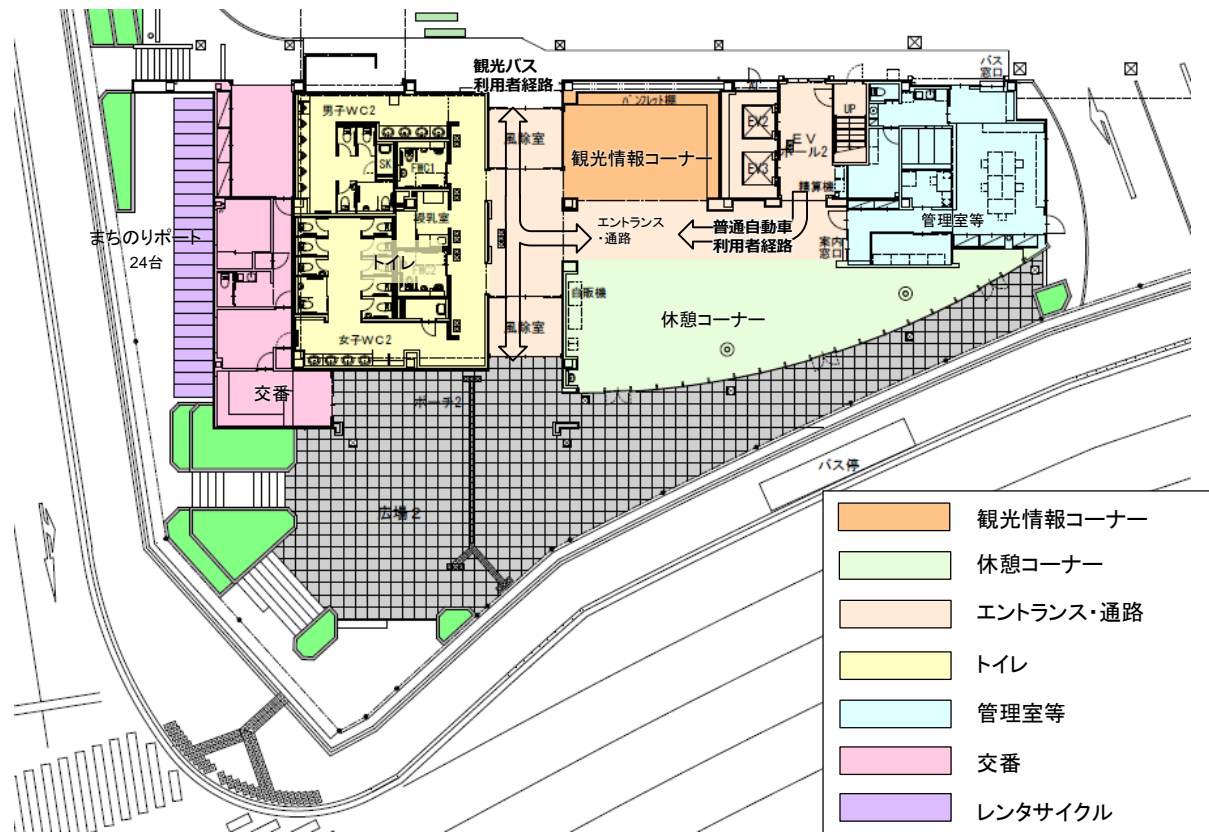 観光バス
利用者経路
バス
窓口
男子WC2
パンフレット棚
風除室
EV2
UP
EV
ホール2
SK
FWC1
観光情報コーナー
EV3
精算機
授乳室
まちのりポート
24台
エントランス
・通路
普通自動車
利用者経路
管理室等
案内
窓口
トイレ
FWC2
自販機
休憩コーナー
風除室
女子WC2
交番
ポーチ2
バス停
広場2
観光情報コーナー
休憩コーナー
エントランス・通路
トイレ
管理室等
交番
レンタサイクル